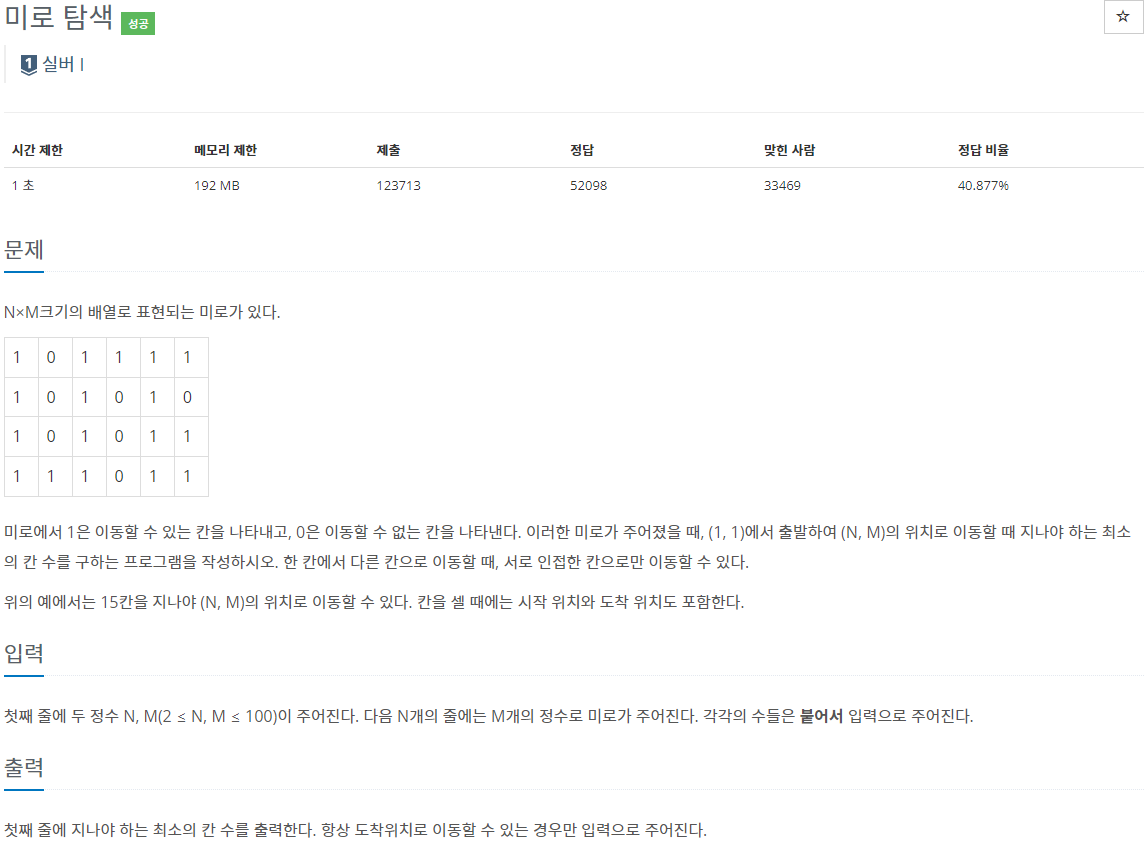 미로 탐색 성공
☆
1 실버 I
시간 제한 메모리 제한 제출 정답 맞힌 사람 정답 비율
1 초 192 MB 123713 52098 33469 40.877%
문제
N×M크기의 배열로 표현되는 미로가 있다.
1 0 1 1 1 1
1 0 1 0 1 0
1 0 1 0 1 1
1 1 1 0 1 1
미로에서 1은 이동할 수 있는 칸을 나타내고, 0은 이동할 수 없는 칸을 나타낸다. 이러한 미로가 주어졌을 때, (1, 1)에서 출발하여 (N, M)의 위치로 이동할 때 지나야 하는 최소
의 칸 수를 구하는 프로그램을 작성하시오. 한 칸에서 다른 칸으로 이동할 때, 서로 인접한 칸으로만 이동할 수 있다.
위의 예에서는 15칸을 지나야 (N, M)의 위치로 이동할 수 있다. 칸을 셀 때에는 시작 위치와 도착 위치도 포함한다.
입력
첫째 줄에 두 정수 N, M(2 ≤ N, M ≤ 100)이 주어진다. 다음 N개의 줄에는 M개의 정수로 미로가 주어진다. 각각의 수들은 붙어서 입력으로 주어진다.
출력
첫째 줄에 지나야 하는 최소의 칸 수를 출력한다. 항상 도착위치로 이동할 수 있는 경우만 입력으로 주어진다.